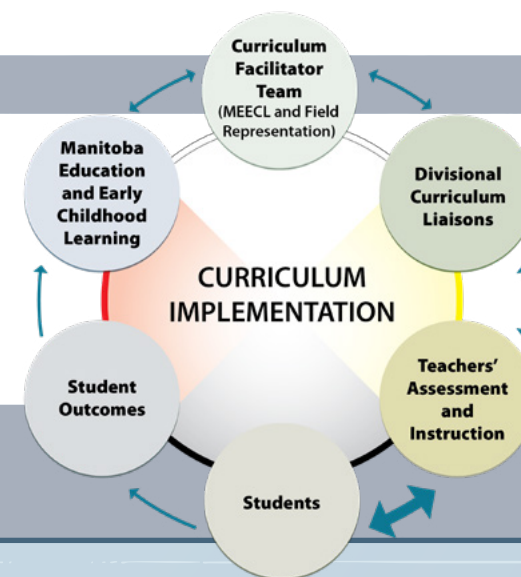 Curriculum
Facilitator
Team
(MEECL and Field
Representation)
Manitoba
Education
and Early
Childhood
Learning
Divisional
Curriculum
Liaisons
CURRICULUM
IMPLEMENTATION
Student
Outcomes
Teachers'
Assessment
and
Instruction
Students